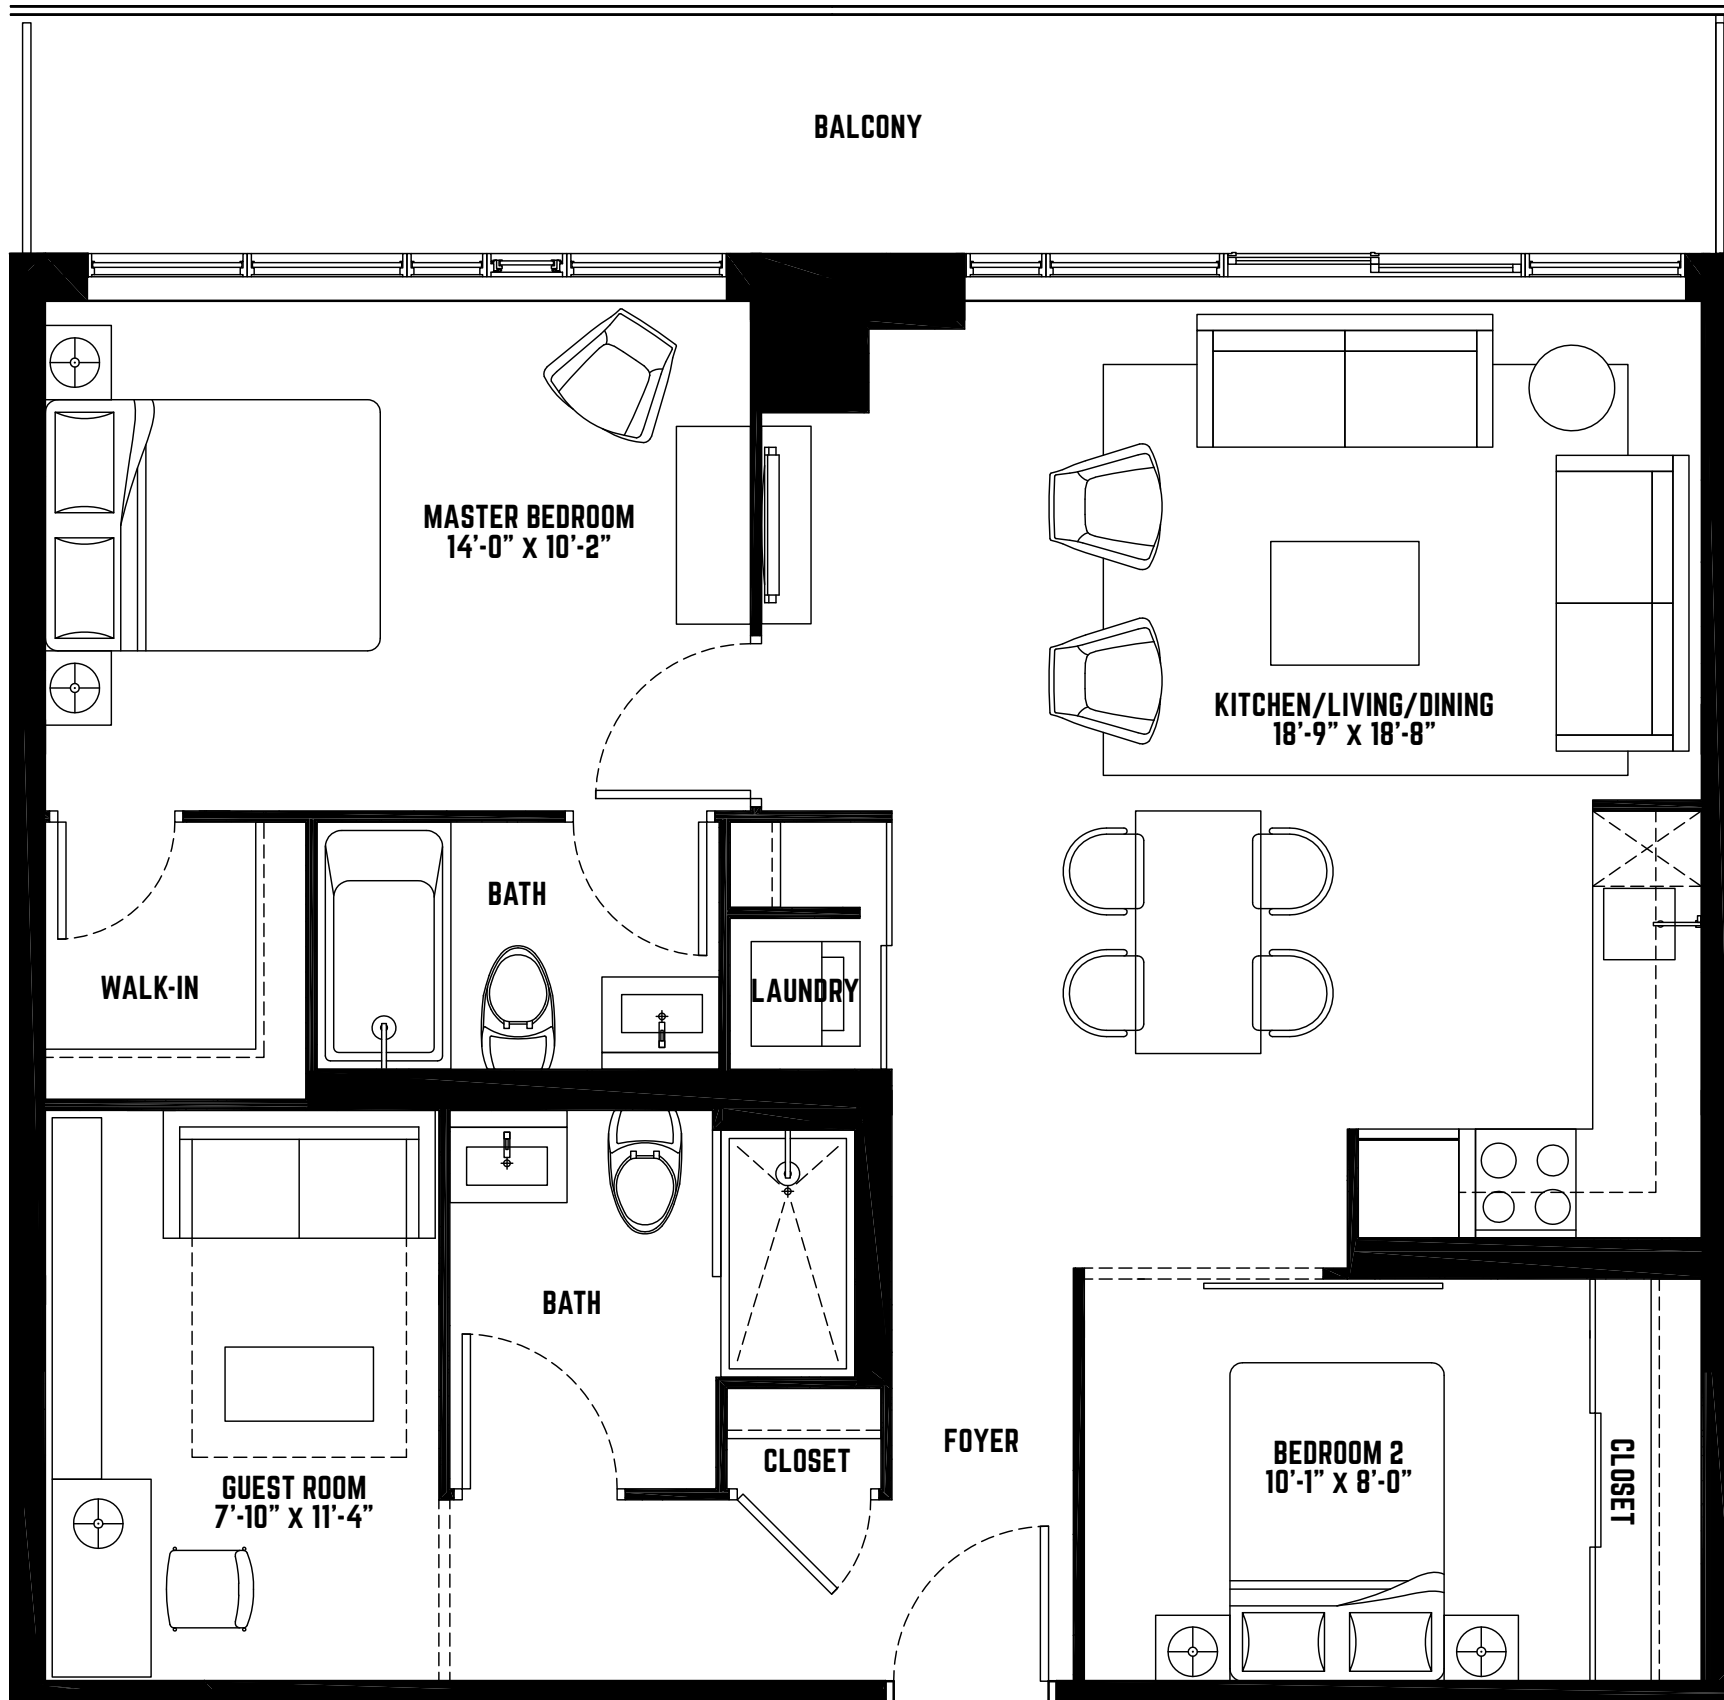 BALCONY
MASTER BEDROOM
14'-0” X 10'-2”
KITCHEN/LIVING/DINING
18'-9” X 18'-8”
BATH
WALK-IN
LAUNDRY
BATH
FOYER
CLOSET
BEDROOM 2
10'-1” X 8'-0”
CLOSET
GUEST ROOM
7'-10” X 11'-4”